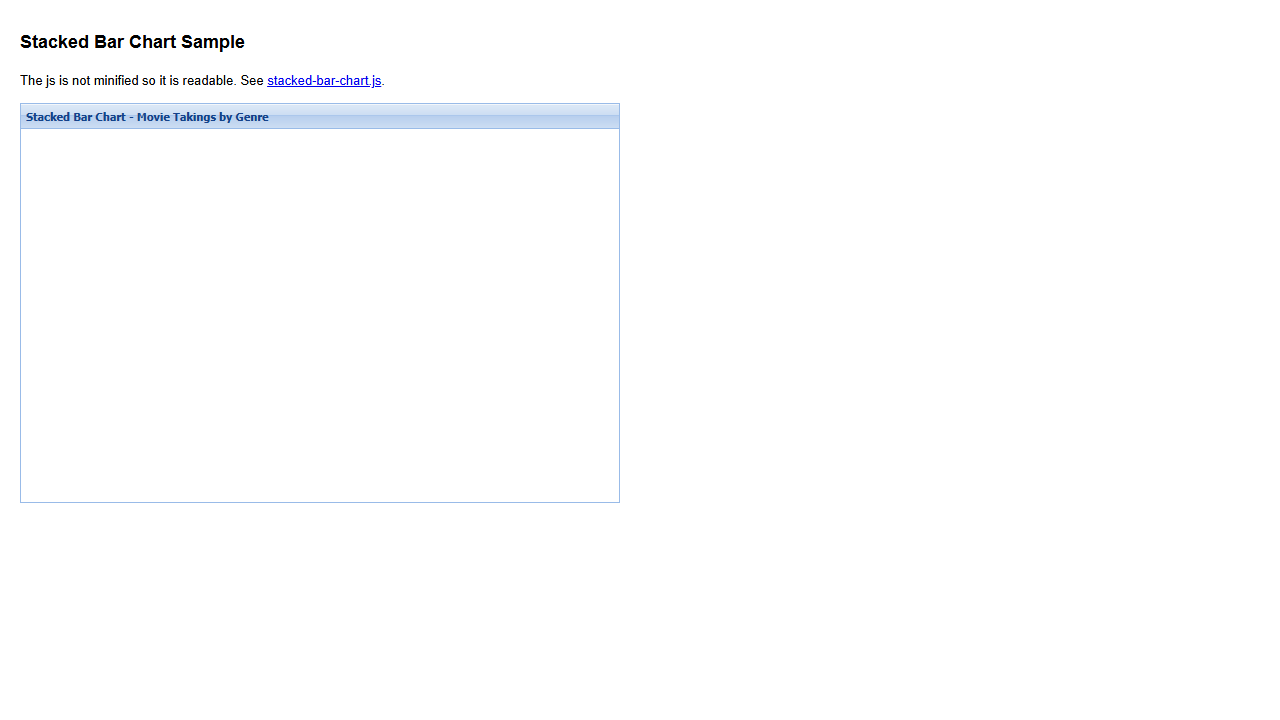 Stacked Bar Chart Sample
The js is not minified so it is readable. See stacked-bar-chart.js.
Stacked Bar Chart - Movie Takings by Genre